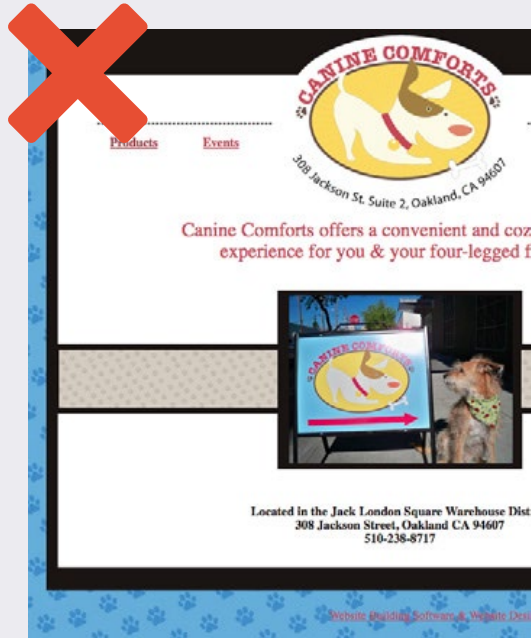 CANINE COMFORTS
308 Jackson St. Suite 2, Oakland, CA 94607
Products Events
Canine Comforts offers a convenient and coz
experience for you & your four-legged f
CANINE COMFORTS
Located in the Jack London Square Warehouse Dist
308 Jackson Street, Oakland CA 94607
510-238-8717
Website Building Software & Website Desi